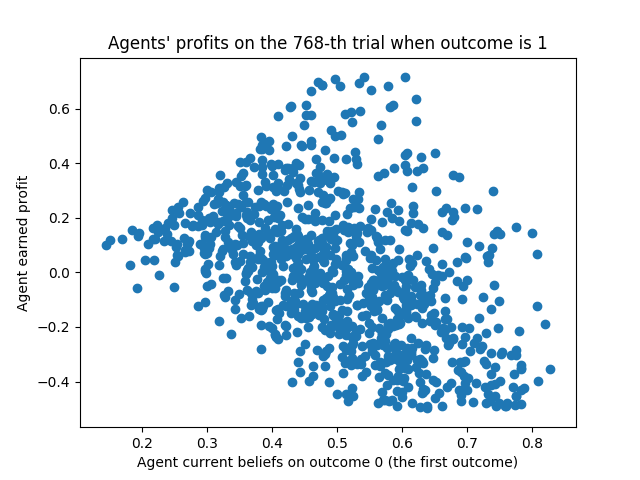 Agents' profits on the 768-th trial when outcome is 1
Agent earned profit
0.6
0.4
0.2
0.0
−0.2
−0.4
0.2 0.3 0.4 0.5 0.6 0.7 0.8
Agent current beliefs on outcome 0 (the first outcome)